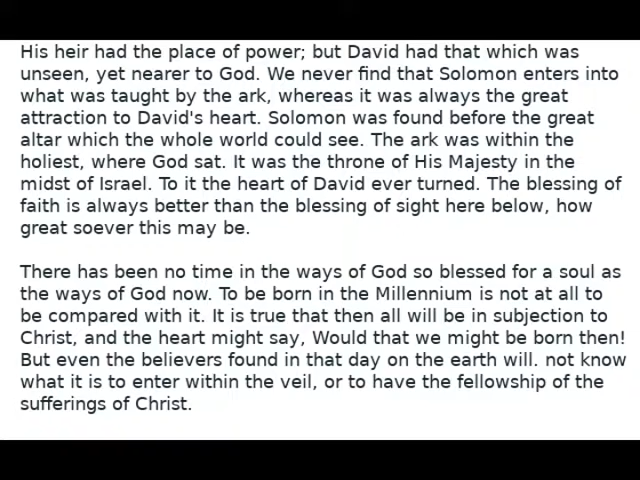 His heir had the place of power; but David had that which was
unseen, yet nearer to God. We never find that Solomon enters into
what was taught by the ark, whereas it was always the great
attraction to David's heart. Solomon was found before the great
altar which the whole world could see. The ark was within the
holiest, where God sat. It was the throne of His Majesty in the
midst of Israel. To it the heart of David ever turned. The blessing of
faith is always better than the blessing of sight here below, how
great soever this may be.

There has been no time in the ways of God so blessed for a soul as
the ways of God now. To be born in the Millennium is not at all to
be compared with it. It is true that then all will be in subjection to
Christ, and the heart might say, Would that we might be born then!
But even the believers found in that day on the earth will. not know
what it is to enter within the veil, or to have the fellowship of the
sufferings of Christ.